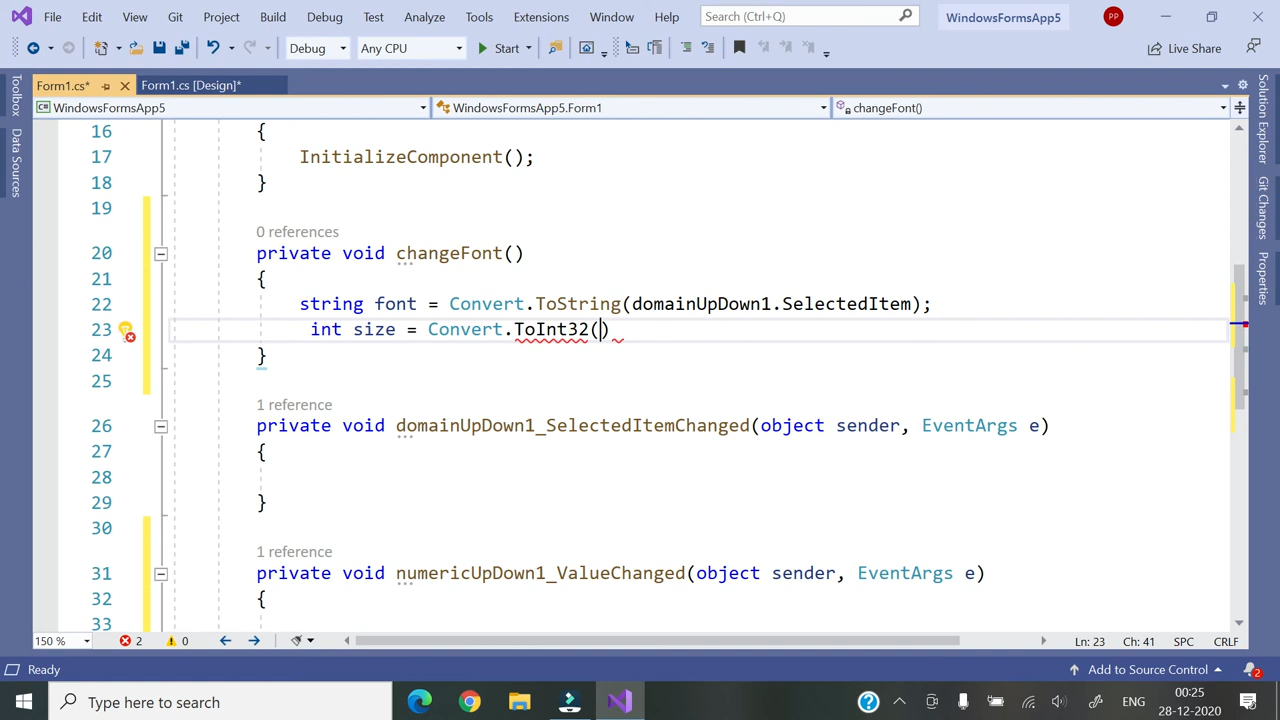 File Edit View Git Project Build Debug Test Analyze Tools Extensions Window Help Search (Ctrl+Q) WindowsFormsApp5 PP
Debug Any CPU Start Live Share
Form1.cs* Form1.cs [Design]*
WindowsFormsApp5 WindowsFormsApp5.Form1 changeFont()
Toolbox
Data Sources
Solution Explorer
Git Changes
Properties
16 {
17 InitializeComponent();
18 }
19
0 references
20 private void changeFont()
21 {
22 string font = Convert.ToString(domainUpDown1.SelectedItem);
23 int size = Convert.ToInt32()
24 }
25
1 reference
26 private void domainUpDown1_SelectedItemChanged(object sender, EventArgs e)
27 {
28
29 }
30
1 reference
31 private void numericUpDown1_ValueChanged(object sender, EventArgs e)
32 {
33
150 % 2 0 Ln: 23 Ch: 41 SPC CRLF
Ready Add to Source Control 2
Type here to search ENG 00:25
28-12-2020